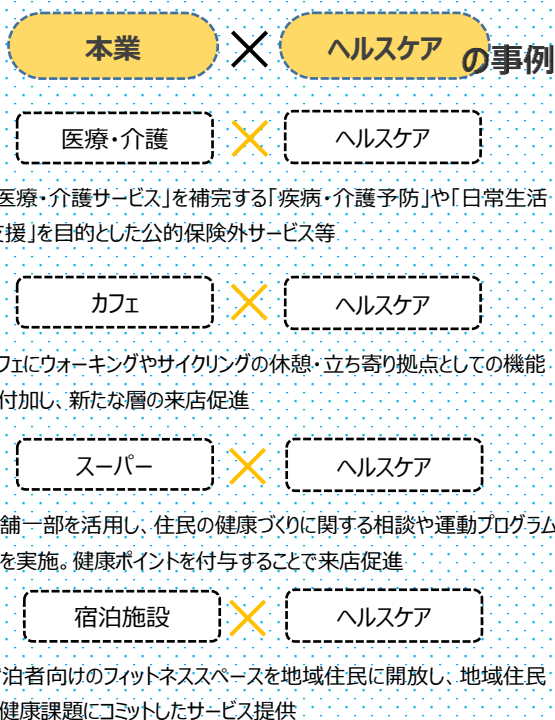 本業 × ヘルスケア の事例
医療・介護 × ヘルスケア
医療・介護サービス」を補完する「疾病・介護予防」や「日常生活
支援」を目的とした公的保険外サービス等
カフェ × ヘルスケア
フェにウォーキングやサイクリングの休憩・立ち寄り拠点としての機能
付加し、新たな層の来店促進
スーパー × ヘルスケア
舗一部を活用し、住民の健康づくりに関する相談や運動プログラム
を実施。健康ポイントを付与することで来店促進
宿泊施設 × ヘルスケア
泊者向けのフィットネススペースを地域住民に開放し、地域住民
健康課題にコミットしたサービス提供